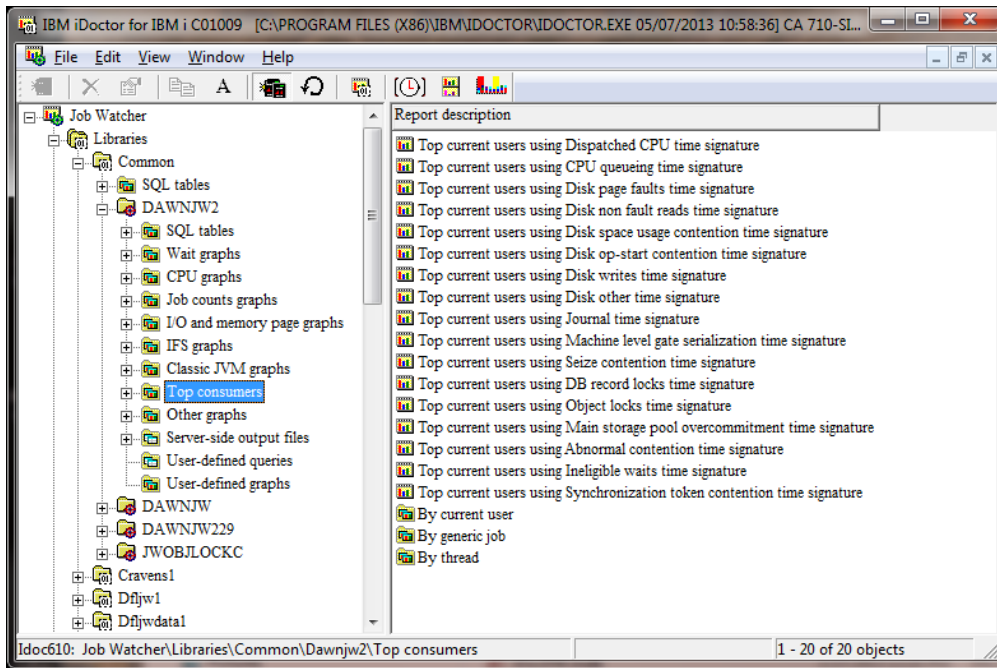 IBM iDoctor for IBM i C01009 [C:\PROGRAM FILES (X86)\IBM\IDOCTOR\IDOCTOR.EXE 05/07/2013 10:58:36] CA 710-SI...
File Edit View Window Help
A
Job Watcher
Libraries
Common
SQL tables
DAWNJW2
SQL tables
Wait graphs
CPU graphs
Job counts graphs
I/O and memory page graphs
IFS graphs
Classic JVM graphs
Top consumers
Other graphs
Server-side output files
User-defined queries
User-defined graphs
DAWNJW
DAWNJW229
JWOBJLOCKC
Cravens1
Dfljw1
Dfljwdata1
Report description
Top current users using Dispatched CPU time signature
Top current users using CPU queueing time signature
Top current users using Disk page faults time signature
Top current users using Disk non fault reads time signature
Top current users using Disk space usage contention time signature
Top current users using Disk op-start contention time signature
Top current users using Disk writes time signature
Top current users using Disk other time signature
Top current users using Journal time signature
Top current users using Machine level gate serialization time signature
Top current users using Seize contention time signature
Top current users using DB record locks time signature
Top current users using Object locks time signature
Top current users using Main storage pool overcommitment time signature
Top current users using Abnormal contention time signature
Top current users using Ineligible waits time signature
Top current users using Synchronization token contention time signature
By current user
By generic job
By thread
Idoc610: Job Watcher\Libraries\Common\Dawnjw2\Top consumers
1 - 20 of 20 objects